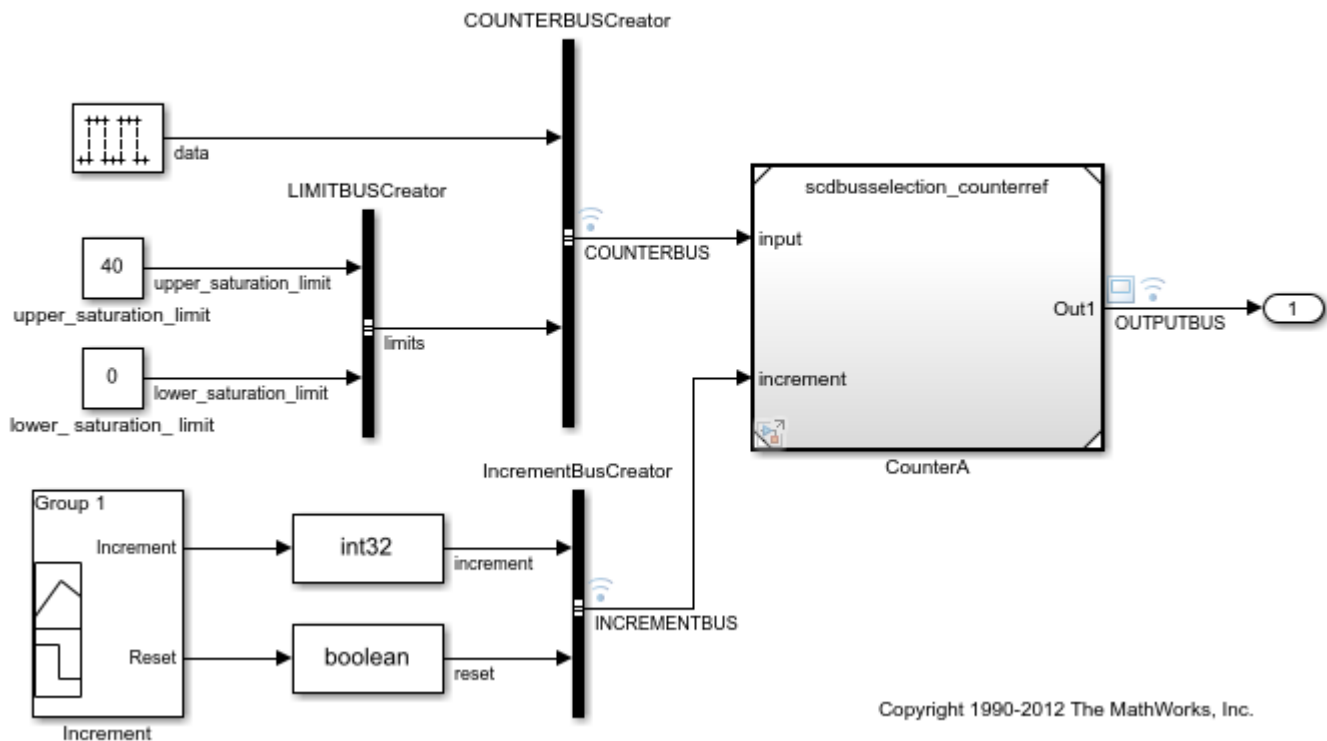 COUNTERBUSCreator
data
LIMITBUSCreator
scdbusselection_counterref
40
upper_saturation_limit
upper_saturation_limit
input
COUNTERBUS
limits
Out1
OUTPUTBUS
1
0
lower_saturation_limit
lower_ saturation_ limit
increment
CounterA
IncrementBusCreator
Group 1
Increment
int32
increment
INCREMENTBUS
Reset
boolean
reset
Increment
Copyright 1990-2012 The MathWorks, Inc.